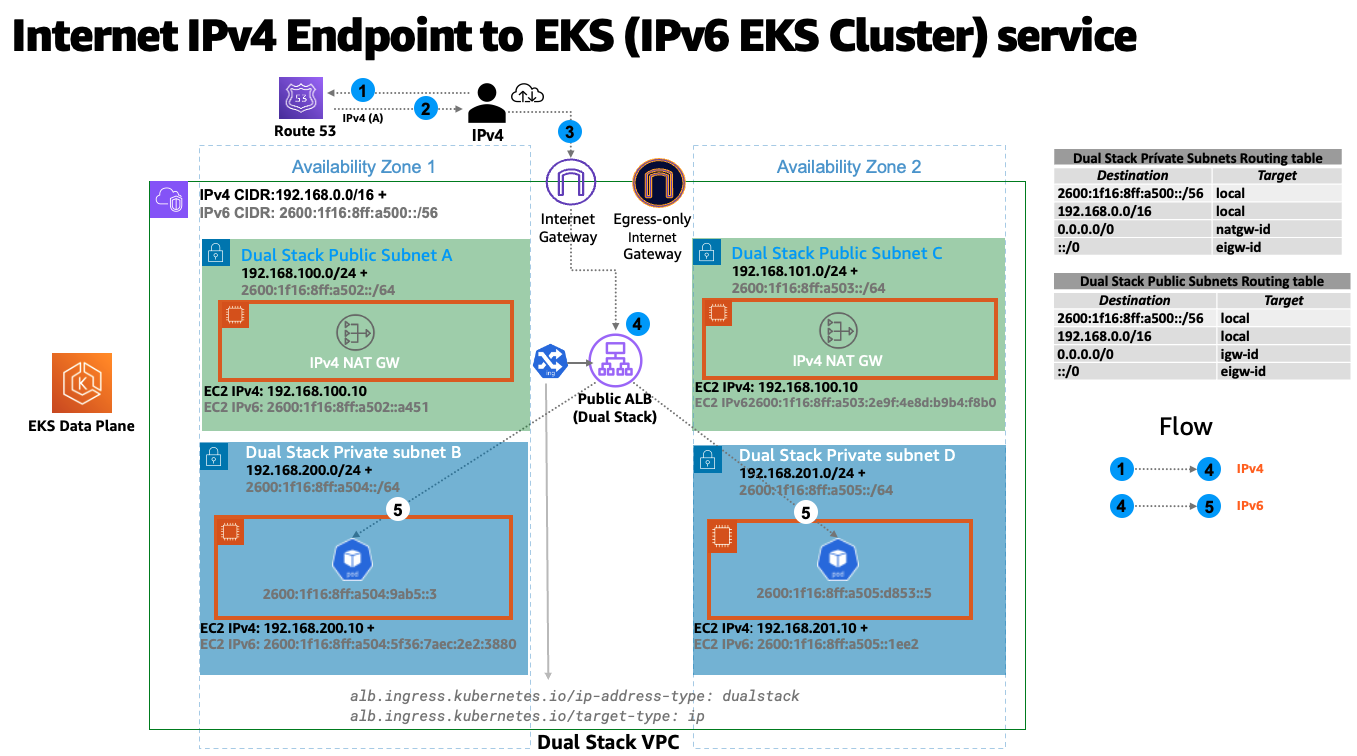 Internet IPv4 Endpoint to EKS (IPv6 EKS Cluster) service
53
1
2
IPv4 (A)
Route 53
IPv4
3
Availability Zone 1
Availability Zone 2
IPv4 CIDR:192.168.0.0/16 +
IPv6 CIDR: 2600:1f16:8ff:a500::/56
Internet
Gateway
Egress-only
Internet
Gateway
Dual Stack Public Subnet A
192.168.100.0/24 +
2600:1f16:8ff:a502::/64
IPv4 NAT GW
EC2 IPv4: 192.168.100.10
EC2 IPv6: 2600:1f16:8ff:a502::a451
Dual Stack Public Subnet C
192.168.101.0/24 +
2600:1f16:8ff:a503::/64
IPv4 NAT GW
EC2 IPv4: 192.168.100.10
EC2 IPv62600:1f16:8ff:a503:2e9f:4e8d:b9b4:f8b0
4
ing
Public ALB
(Dual Stack)
EKS Data Plane
Dual Stack Private subnet B
192.168.200.0/24 +
2600:1f16:8ff:a504::/64
5
pod
2600:1f16:8ff:a504:9ab5::3
EC2 IPv4: 192.168.200.10 +
EC2 IPv6: 2600:1f16:8ff:a504:5f36:7aec:2e2:3880
Dual Stack Private subnet D
192.168.201.0/24 +
2600:1f16:8ff:a505::/64
5
pod
2600:1f16:8ff:a505:d853::5
EC2 IPv4: 192.168.201.10 +
EC2 IPv6: 2600:1f16:8ff:a505::1ee2
alb.ingress.kubernetes.io/ip-address-type: dualstack
alb.ingress.kubernetes.io/target-type: ip
Dual Stack VPC
Dual Stack Private Subnets Routing table
Destination Target
2600:1f16:8ff:a500::/56 local
192.168.0.0/16 local
0.0.0.0/0 natgw-id
::/0 eigw-id
Dual Stack Public Subnets Routing table
Destination Target
2600:1f16:8ff:a500::/56 local
192.168.0.0/16 local
0.0.0.0/0 igw-id
::/0 eigw-id
Flow
1 4 IPv4
4 5 IPv6